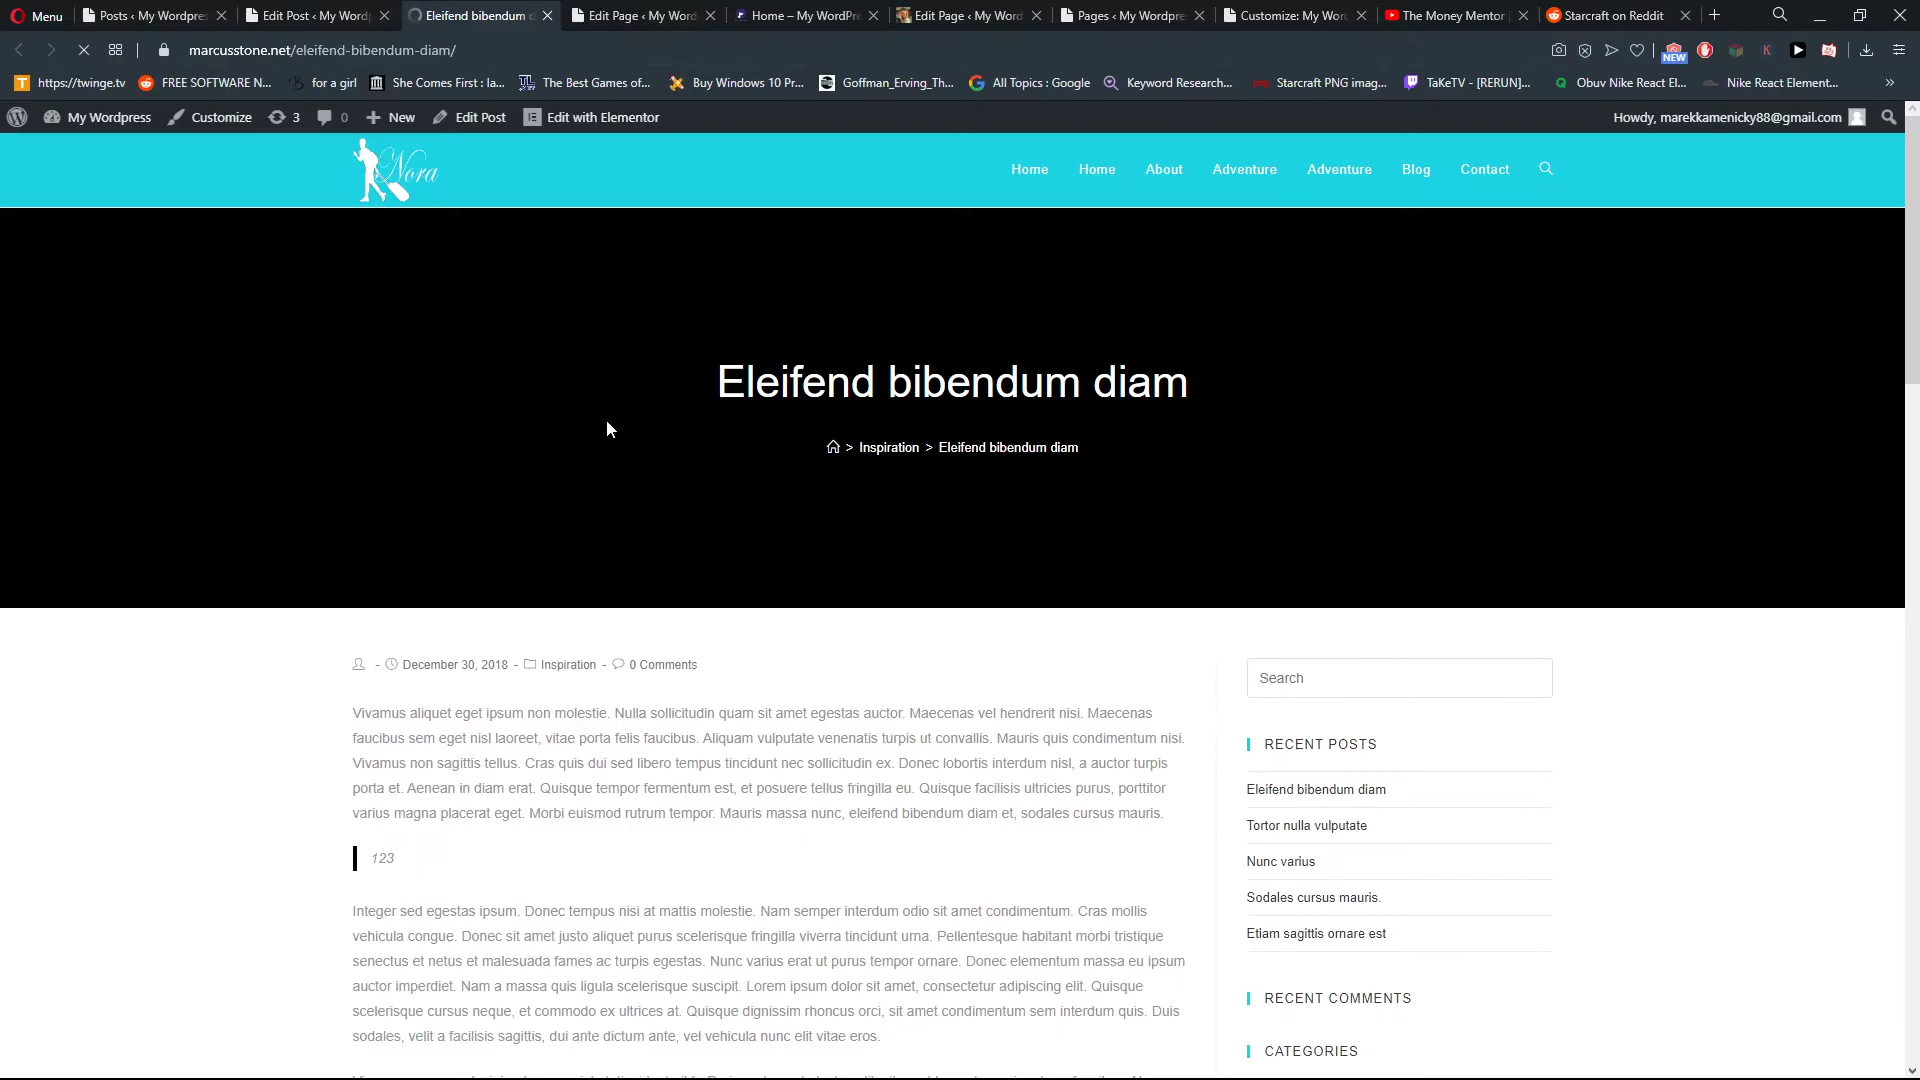 Menu
Posts ‹ My Wordpres
Edit Post ‹ My Word
Eleifend bibendum d
Edit Page ‹ My Word
Home – My WordPre
Edit Page ‹ My Word
Pages ‹ My Wordpre
Customize: My Wor
The Money Mentor
Starcraft on Reddit
marcusstone.net/eleifend-bibendum-diam/
NEW
https://twinge.tv
FREE SOFTWARE N...
for a girl
She Comes First : la...
The Best Games of...
Buy Windows 10 Pr...
Goffman_Erving_Th...
All Topics : Google
Keyword Research...
Starcraft PNG imag...
TaKeTV - [RERUN]...
Obuv Nike React El...
Nike React Element...
»
My Wordpress
Customize
3
0
New
Edit Post
Edit with Elementor
Howdy, marekkamenicky88@gmail.com
Nora
Home
Home
About
Adventure
Adventure
Blog
Contact
Eleifend bibendum diam
> Inspiration > Eleifend bibendum diam
- December 30, 2018 - Inspiration - 0 Comments
Vivamus aliquet eget ipsum non molestie. Nulla sollicitudin quam sit amet egestas auctor. Maecenas vel hendrerit nisi. Maecenas
faucibus sem eget nisl laoreet, vitae porta felis faucibus. Aliquam vulputate venenatis turpis ut convallis. Mauris quis condimentum nisi.
Vivamus non sagittis tellus. Cras quis dui sed libero tempus tincidunt nec sollicitudin ex. Donec lobortis interdum nisl, a auctor turpis
porta et. Aenean in diam erat. Quisque tempor fermentum est, et posuere tellus fringilla eu. Quisque facilisis ultricies purus, porttitor
varius magna placerat eget. Morbi euismod rutrum tempor. Mauris massa nunc, eleifend bibendum diam et, sodales cursus mauris.
123
Integer sed egestas ipsum. Donec tempus nisi at mattis molestie. Nam semper interdum odio sit amet condimentum. Cras mollis
vehicula congue. Donec sit amet justo aliquet purus scelerisque fringilla viverra tincidunt urna. Pellentesque habitant morbi tristique
senectus et netus et malesuada fames ac turpis egestas. Nunc varius erat ut purus tempor ornare. Donec elementum massa eu ipsum
auctor imperdiet. Nam a massa quis ligula scelerisque suscipit. Lorem ipsum dolor sit amet, consectetur adipiscing elit. Quisque
scelerisque cursus neque, et commodo ex ultrices at. Quisque dignissim rhoncus orci, sit amet condimentum sem interdum quis. Duis
sodales, velit a facilisis sagittis, dui ante dictum ante, vel vehicula nunc elit vitae eros.
Search
RECENT POSTS
Eleifend bibendum diam
Tortor nulla vulputate
Nunc varius
Sodales cursus mauris.
Etiam sagittis ornare est
RECENT COMMENTS
CATEGORIES